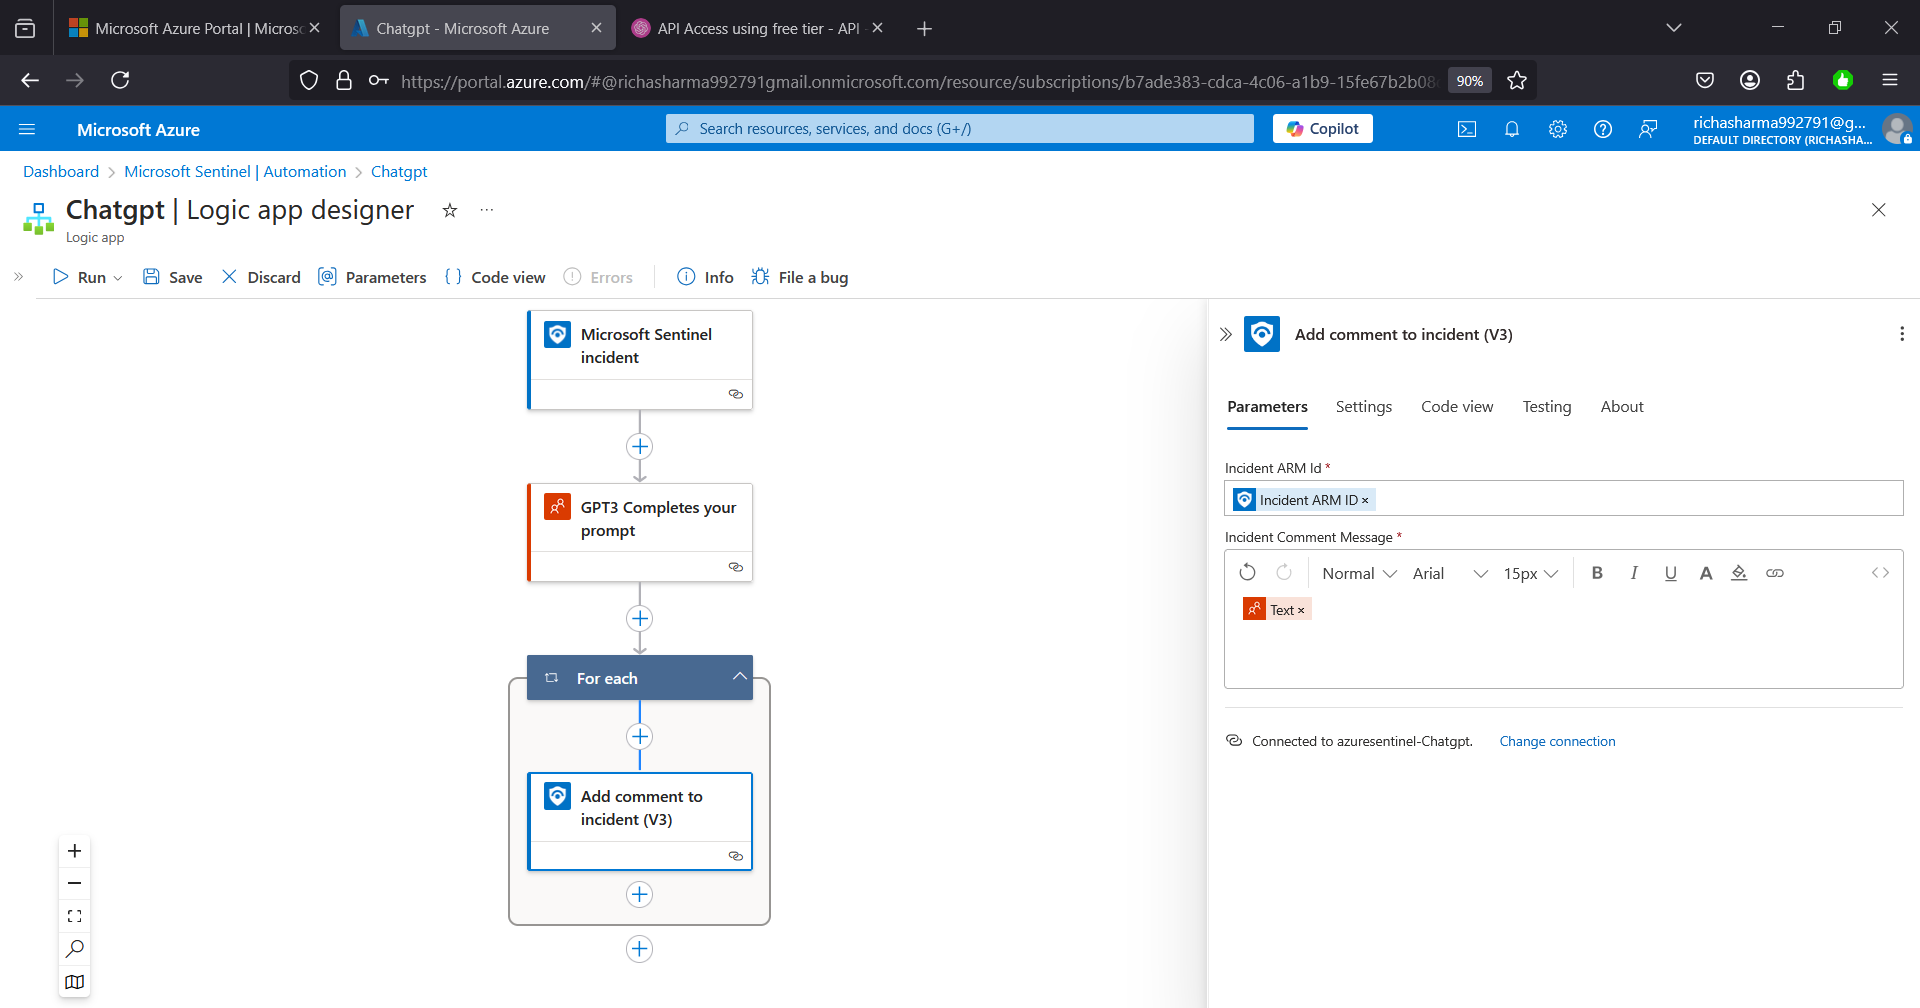 Microsoft Azure Portal | Microsc
Chatgpt - Microsoft Azure
API Access using free tier - API -
https://portal.azure.com/#@richasharma992791gmail.onmicrosoft.com/resource/subscriptions/b7ade383-cdca-4c06-a1b9-15fe67b2b08
90%
Microsoft Azure
Search resources, services, and docs (G+/)
Copilot
richasharma992791@g...
DEFAULT DIRECTORY (RICHASHA...
Dashboard > Microsoft Sentinel | Automation > Chatgpt
Chatgpt | Logic app designer
Logic app
Run
Save
Discard
Parameters
Code view
Errors
Info
File a bug
Microsoft Sentinel
incident
GPT3 Completes your
prompt
For each
Add comment to
incident (V3)
Add comment to incident (V3)
Parameters
Settings
Code view
Testing
About
Incident ARM Id *
Incident ARM ID ×
Incident Comment Message *
Normal
Arial
15px
B
I
U
A
Text ×
Connected to azuresentinel-Chatgpt.
Change connection